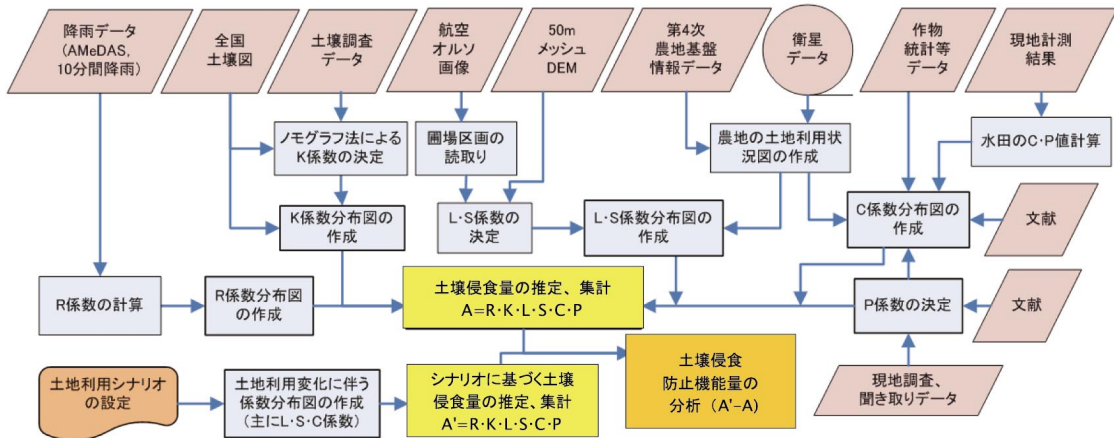 降雨データ
(AMeDAS,
10分間降雨)
全国
土壌図
土壌調査
データ
航空
オルソ
画像
50m
メッシュ
DEM
第4次
農地基盤
情報データ
衛星
データ
作物
統計等
データ
現地計測
結果
ノモグラフ法による
K係数の決定
圃場区画の
読取り
農地の土地利用状
況図の作成
水田のC・P値計算
K係数分布図の
作成
L・S係数の
決定
L・S係数分布図の
作成
C係数分布図の
作成
文献
R係数の計算
R係数分布図
の作成
土壌侵食量の推定、集計
A=R・K・L・S・C・P
P係数の決定
文献
土地利用シナリオ
の設定
土地利用変化に伴う
係数分布図の作成
(主にL・S・C係数)
シナリオに基づく土壌
侵食量の推定、集計
A'=R・K・L・S・C・P
土壌侵食
防止機能量の
分析（A'-A）
現地調査、
聞き取りデータ